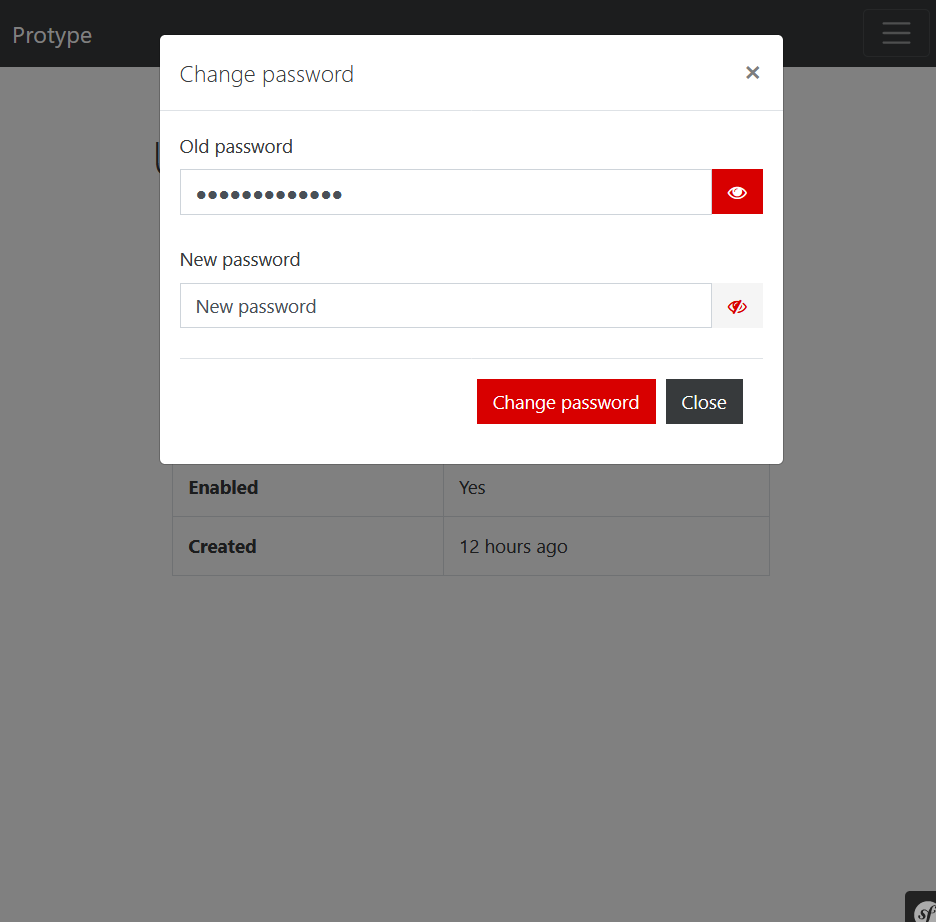 Protype
Change password
×
Old password
•••••••••••••
New password
New password
Change password
Close
Enabled
Yes
Created
12 hours ago
sf